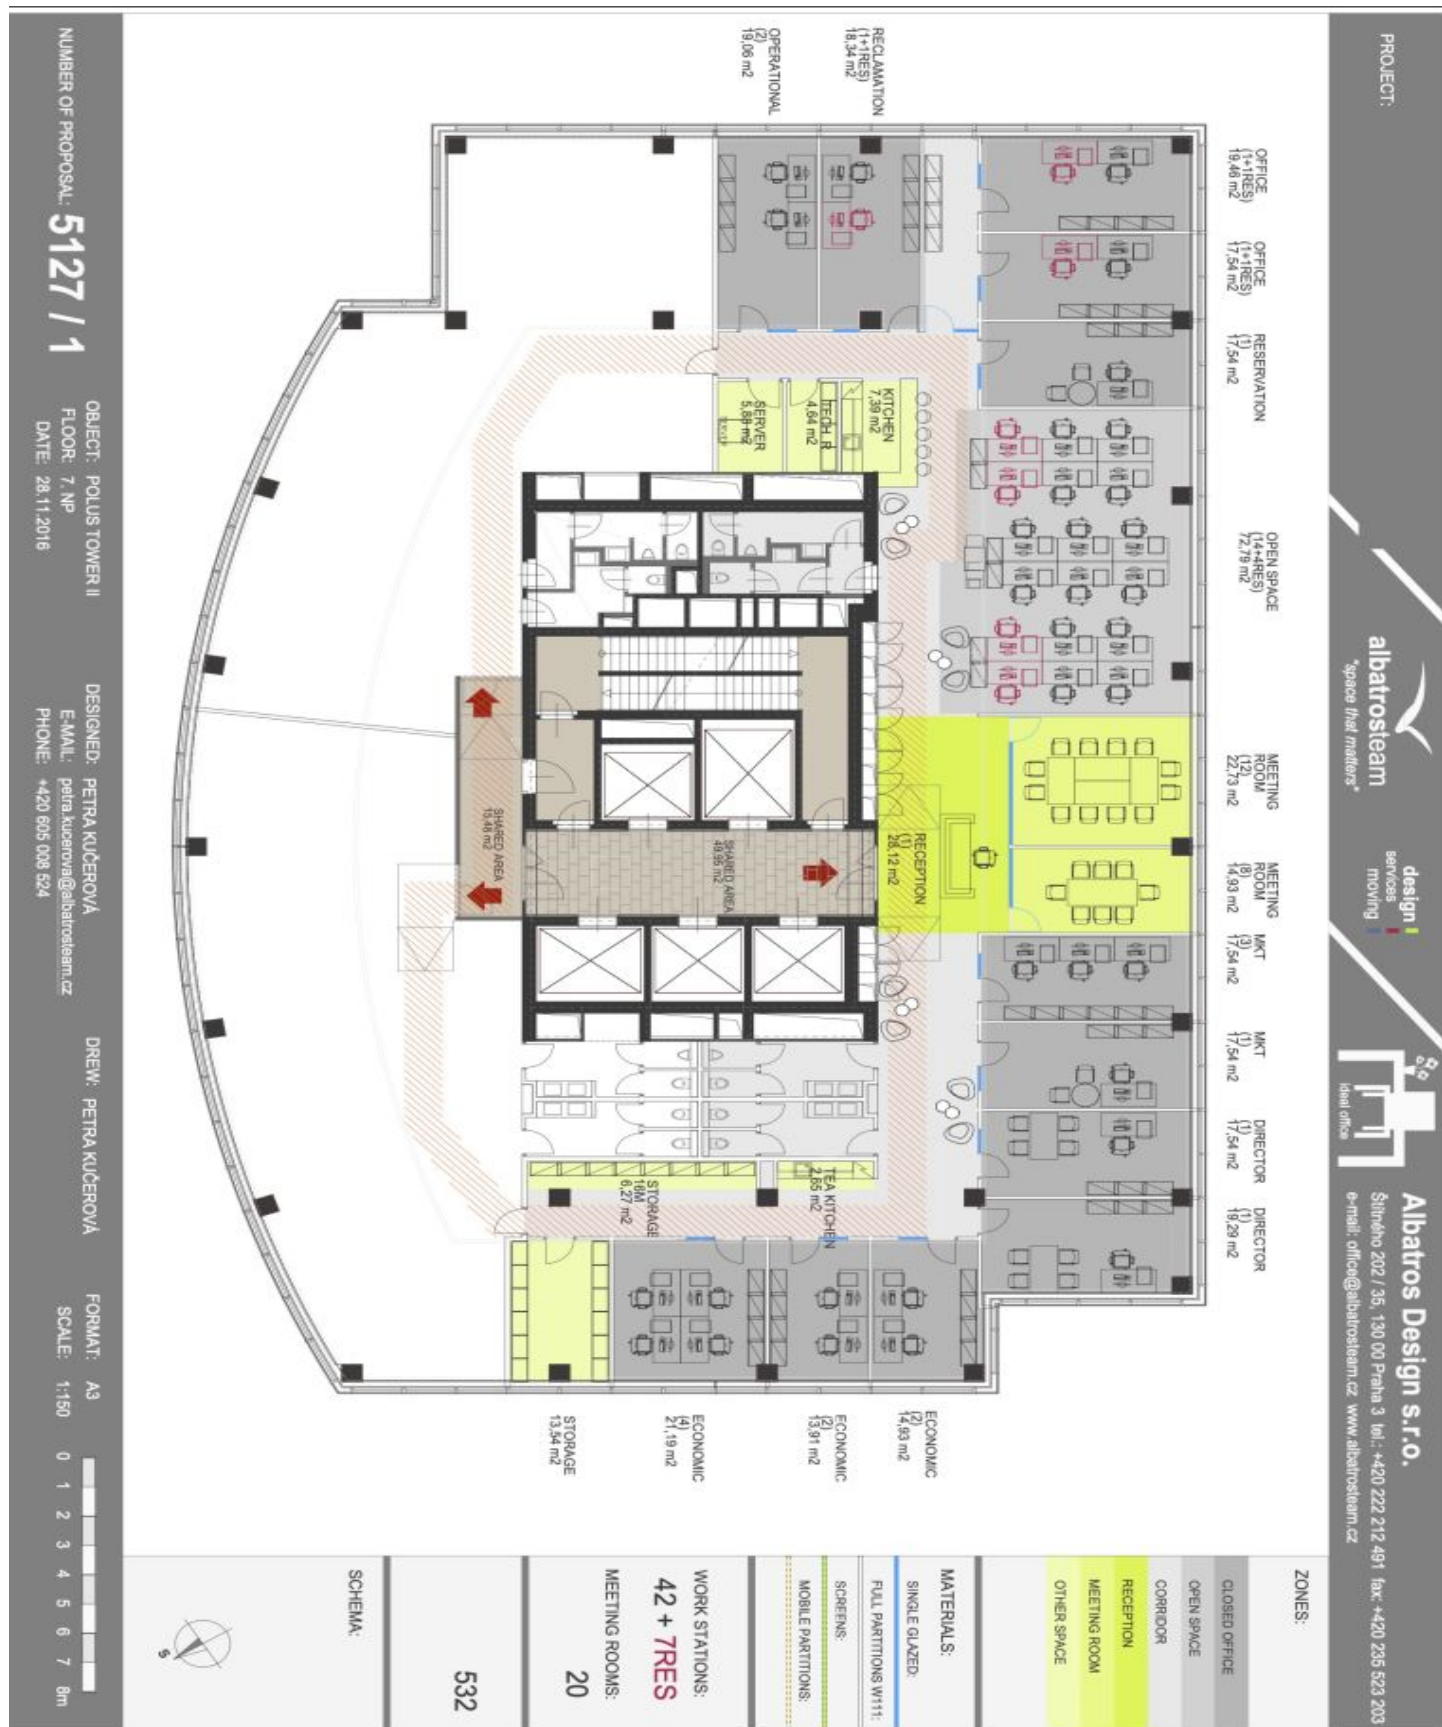 PROJECT:
albatrosteam
"space that matters"
design
services
moving
ideal office
Albatros Design s.r.o.
Štítného 202 / 35, 130 00 Praha 3 tel.: +420 222 212 491 fax: +420 235 523 203
e-mail: office@albatrosteam.cz www.albatrosteam.cz
OFFICE
(1+1RES)
19,46 m2
OFFICE
(1+1RES)
17,54 m2
RESERVATION
(1)
17,54 m2
OPEN SPACE
(14+4RES)
72,79 m2
MEETING
ROOM
(12)
22,73 m2
MEETING
ROOM
(8)
14,93 m2
MKT
(3)
17,54 m2
MKT
(1)
17,54 m2
DIRECTOR
(1)
17,54 m2
DIRECTOR
(1)
19,29 m2
RECLAMATION
(1+1RES)
18,34 m2
OPERATIONAL
(2)
19,06 m2
KITCHEN
7,39 m2
TECH. R
4,64 m2
SERVER
5,88 m2
SERVER
RECEPTION
(1)
28,12 m2
SHARED AREA
49,95 m2
SHARED AREA
15,48 m2
TEA KITCHEN
2,65 m2
STORAGE
16M
6,27 m2
ECONOMIC
(2)
14,93 m2
ECONOMIC
(2)
13,91 m2
ECONOMIC
(4)
21,19 m2
STORAGE
13,54 m2
ZONES:
CLOSED OFFICE
OPEN SPACE
CORRIDOR
RECEPTION
MEETING ROOM
OTHER SPACE
MATERIALS:
SINGLE GLAZED:
FULL PARTITIONS W111:
SCREENS:
MOBILE PARTITIONS:
WORK STATIONS:
42 + 7RES
MEETING ROOMS:
20
532
SCHEMA:
S
NUMBER OF PROPOSAL: 5127 / 1
OBJECT: POLUS TOWER II
FLOOR: 7. NP
DATE: 28.11.2016
DESIGNED: PETRA KUČEROVÁ
E-MAIL: petra.kucerova@albatrosteam.cz
PHONE: +420 605 008 524
DREW: PETRA KUČEROVÁ
FORMAT: A3
SCALE: 1:150
0 1 2 3 4 5 6 7 8m